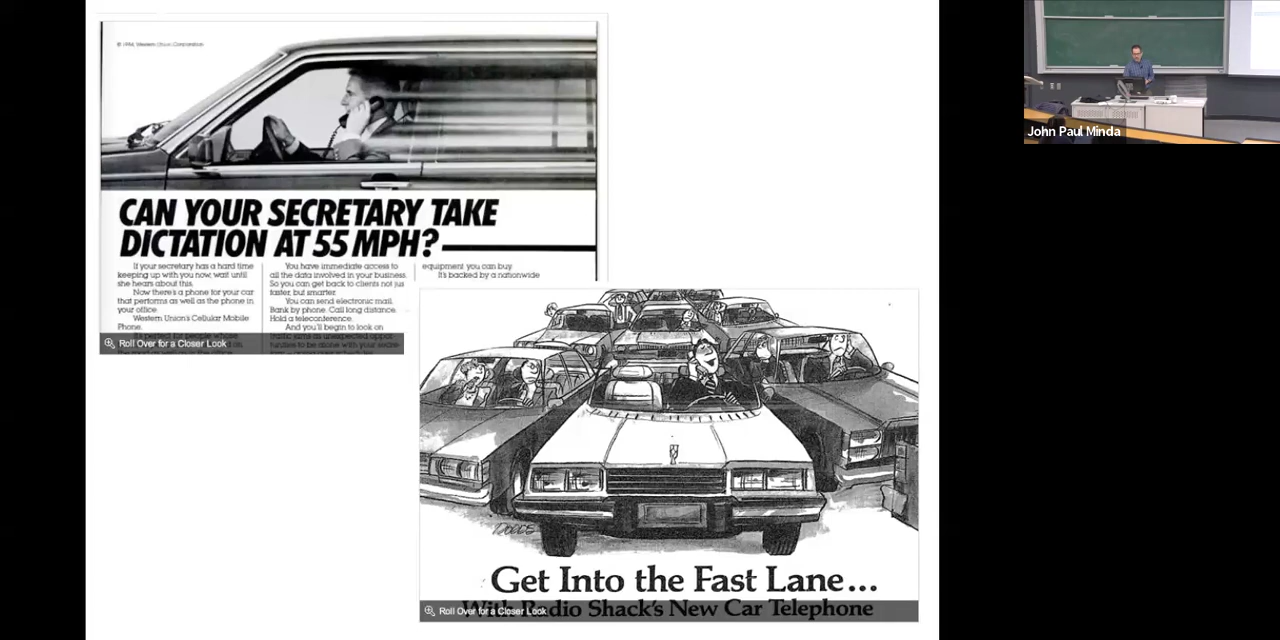 © 1984, Western Union Corporation
CAN YOUR SECRETARY TAKE
DICTATION AT 55 MPH?
If your secretary has a hard time
keeping up with you now, wait until
she hears about this.
Now there's a phone for your car
that performs as well as the phone in
your office.
Western Union's Cellular Mobile
Phone.
You have immediate access to
all the data involved in your business.
So you can get back to clients not jus
faster, but smarter.
You can send electronic mail.
Bank by phone. Call long distance.
Hold a teleconference.
And you'll begin to look on
equipment you can buy.
It's backed by a nationwide
Roll Over for a Closer Look
Get Into the Fast Lane...
With Radio Shack's New Car Telephone
Roll Over for a Closer Look
John Paul Minda